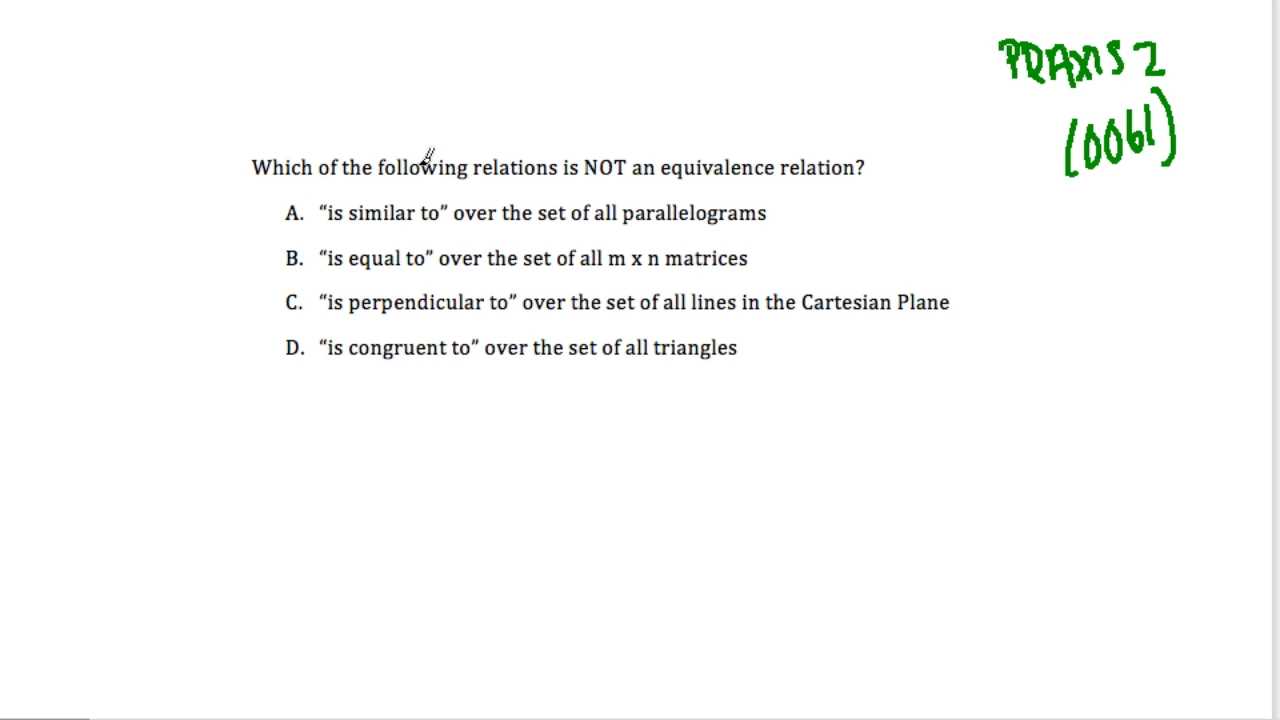 PRAXIS 2
(0061)
Which of the following relations is NOT an equivalence relation?
A. “is similar to” over the set of all parallelograms
B. “is equal to” over the set of all m x n matrices
C. “is perpendicular to” over the set of all lines in the Cartesian Plane
D. “is congruent to” over the set of all triangles